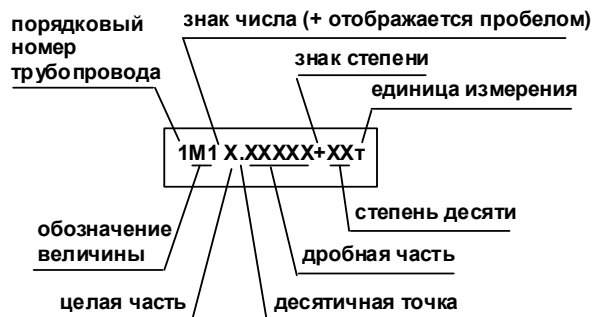 порядковый
номер
трубопровода
знак числа (+ отображается пробелом)
знак степени
единица измерения
1М1 Х.ХХХХХ+ХХт
обозначение
величины
степень десяти
дробная часть
целая часть
десятичная точка